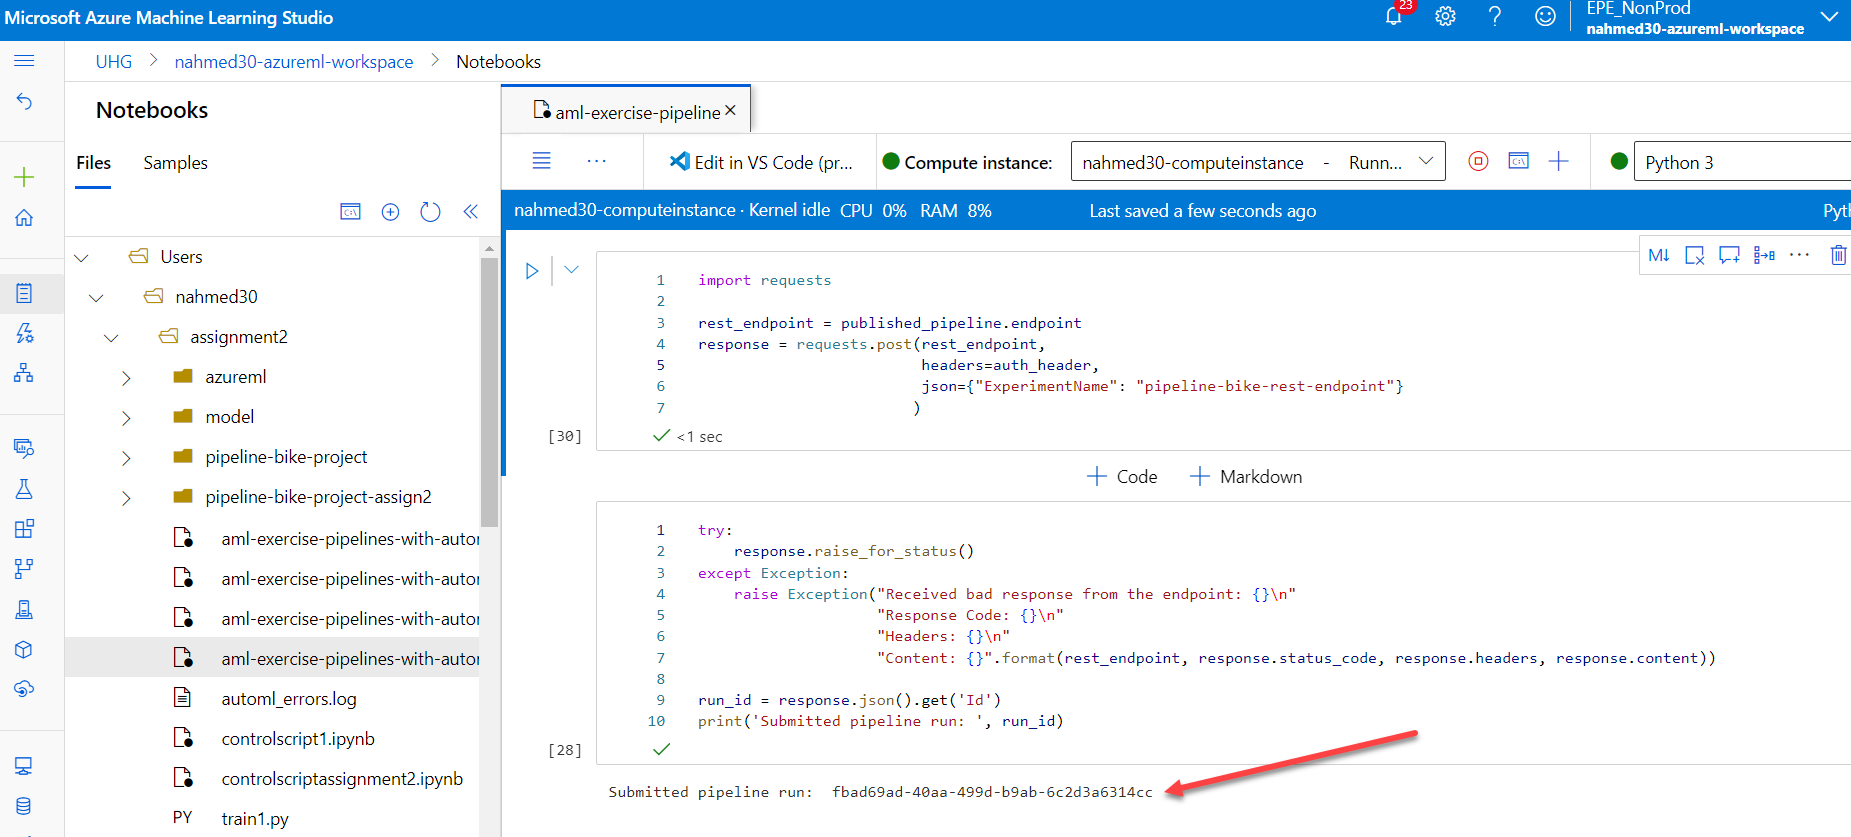 Microsoft Azure Machine Learning Studio
23
EPE_NonProd
nahmed30-azureml-workspace
UHG > nahmed30-azureml-workspace > Notebooks
Notebooks
Files Samples
Users
nahmed30
assignment2
azureml
model
pipeline-bike-project
pipeline-bike-project-assign2
aml-exercise-pipelines-with-autor
aml-exercise-pipelines-with-autor
aml-exercise-pipelines-with-autor
aml-exercise-pipelines-with-autor
automl_errors.log
controlscript1.ipynb
controlscriptassignment2.ipynb
PY train1.py
aml-exercise-pipeline ×
··· Edit in VS Code (pr... Compute instance: nahmed30-computeinstance - Runn... Python 3
nahmed30-computeinstance · Kernel idle CPU 0% RAM 8% Last saved a few seconds ago Pyth
M↓ ···
1 import requests
2
3 rest_endpoint = published_pipeline.endpoint
4 response = requests.post(rest_endpoint,
5 headers=auth_header,
6 json={"ExperimentName": "pipeline-bike-rest-endpoint"}
7 )
[30] <1 sec
+ Code + Markdown
1 try:
2 response.raise_for_status()
3 except Exception:
4 raise Exception("Received bad response from the endpoint: {}\n"
5 "Response Code: {}\n"
6 "Headers: {}\n"
7 "Content: {}".format(rest_endpoint, response.status_code, response.headers, response.content))
8
9 run_id = response.json().get('Id')
10 print('Submitted pipeline run: ', run_id)
[28]
Submitted pipeline run: fbad69ad-40aa-499d-b9ab-6c2d3a6314cc